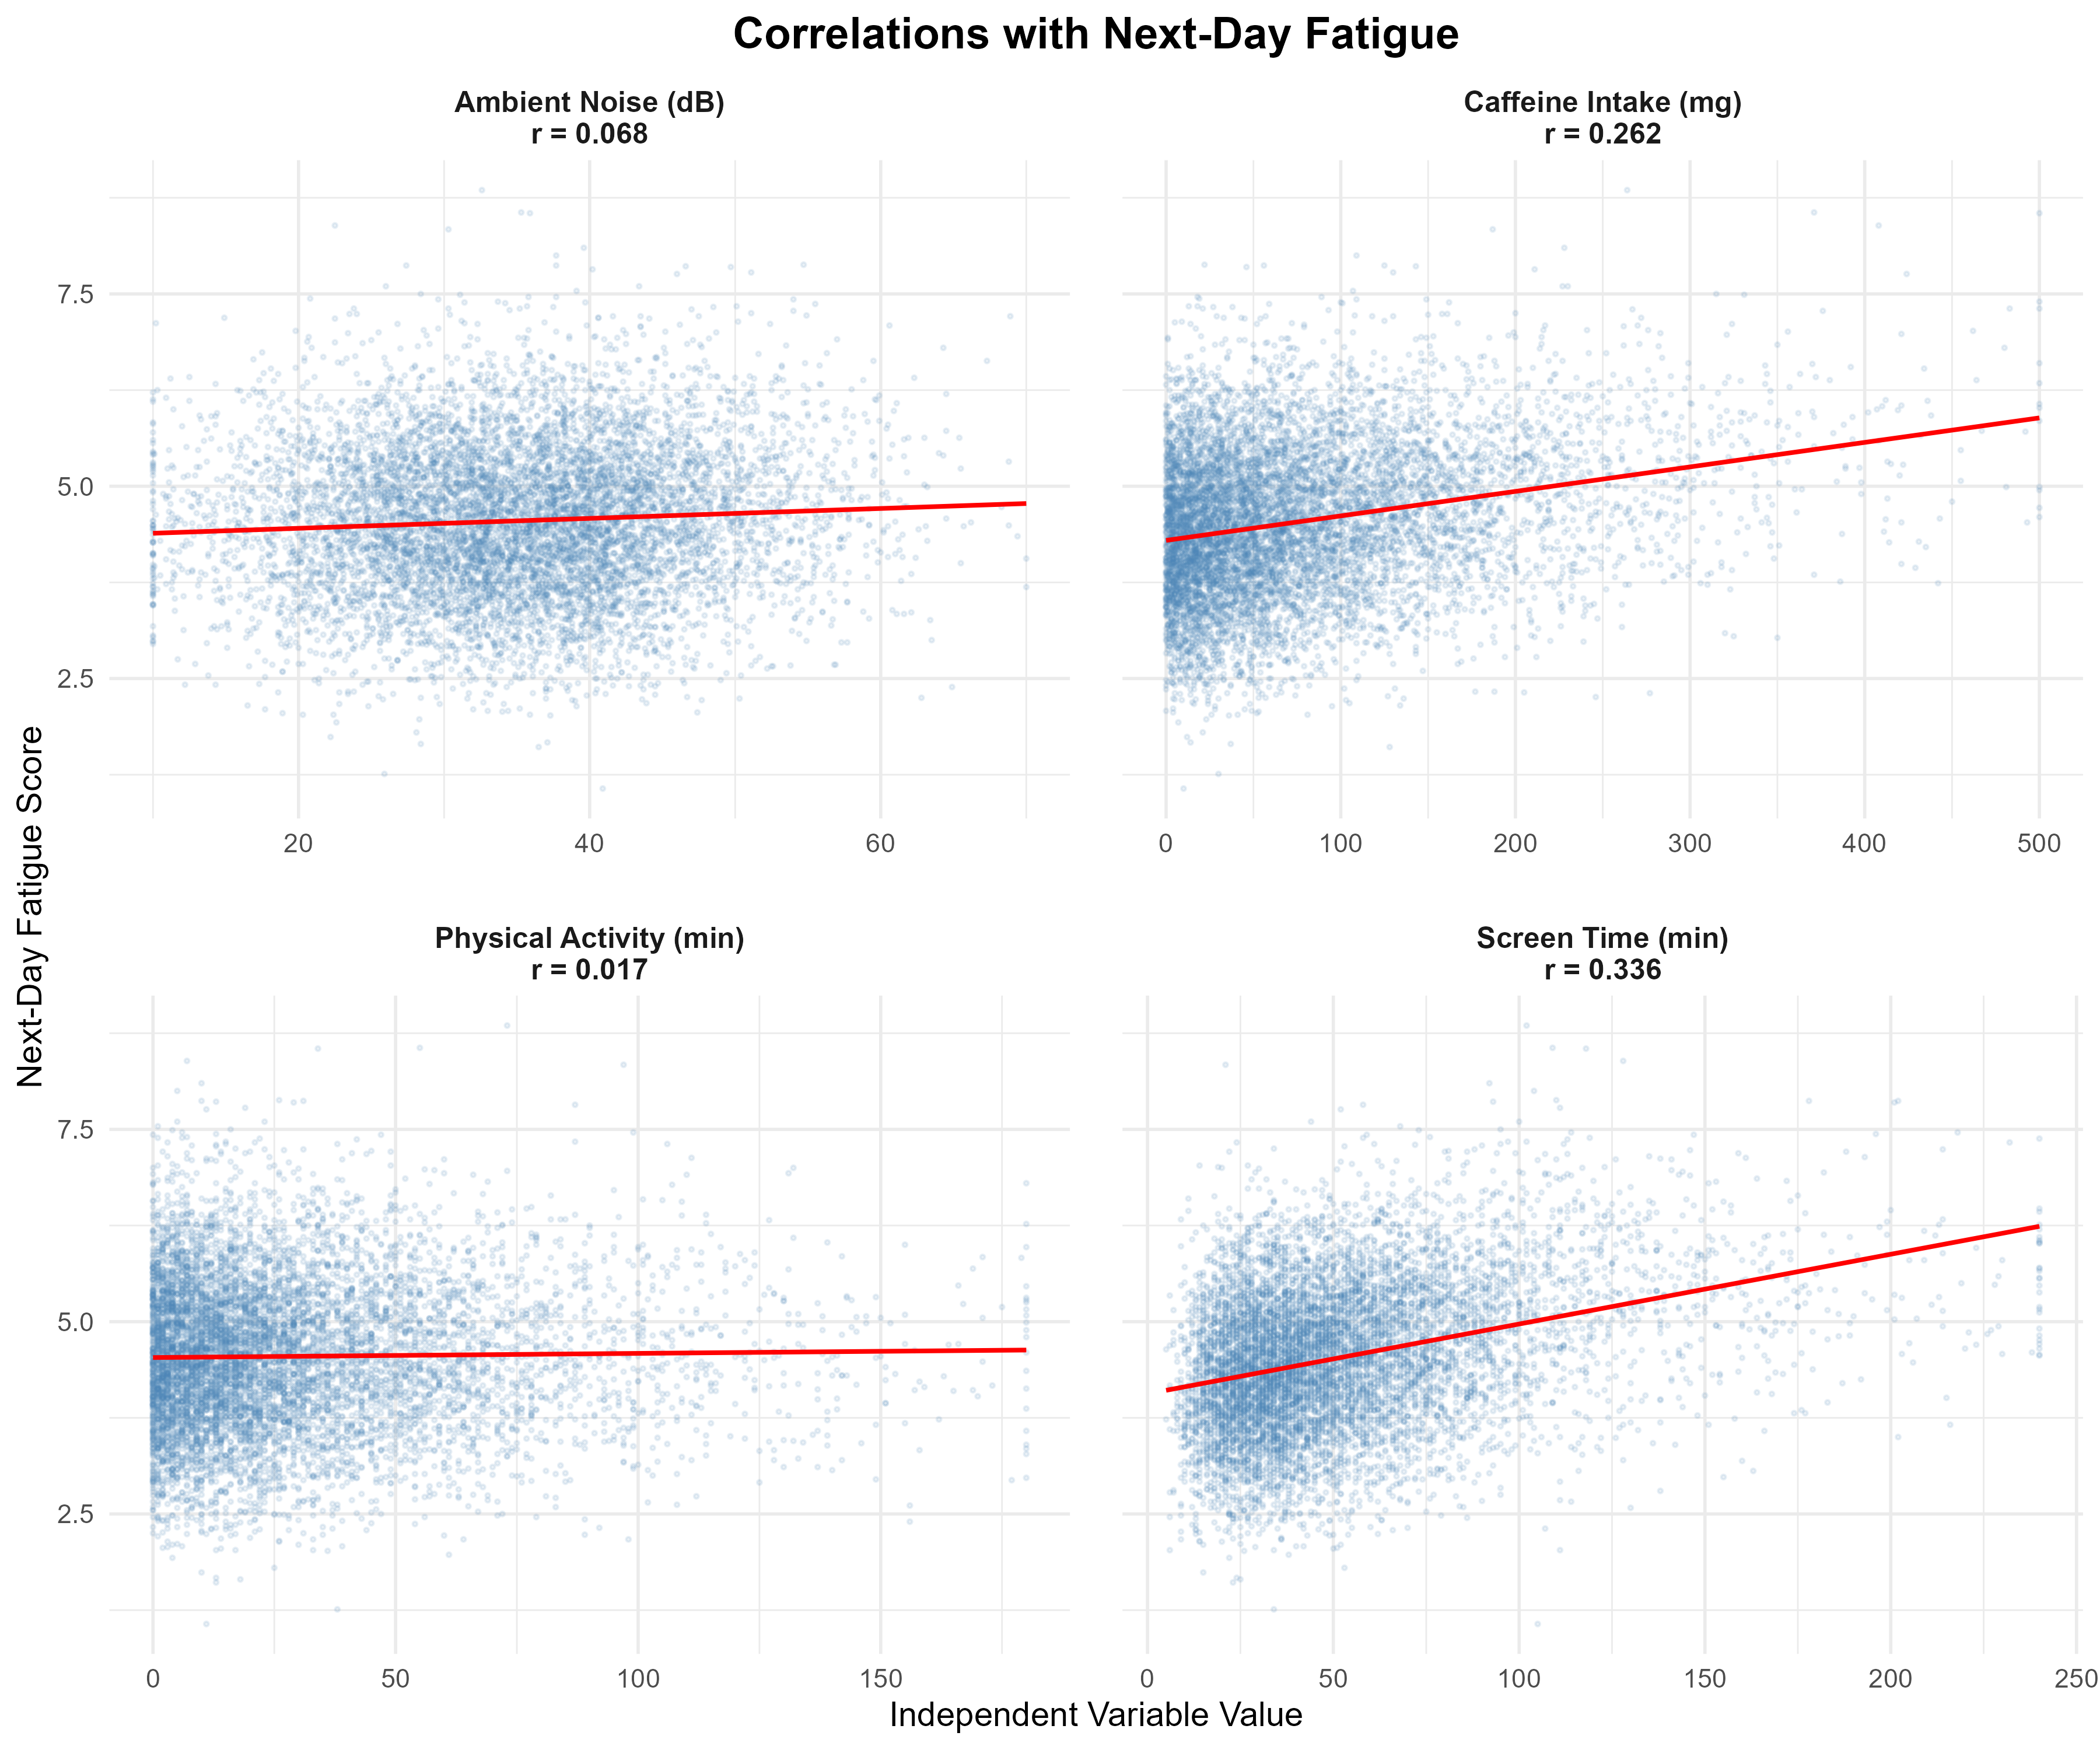 Correlations with Next-Day Fatigue
Ambient Noise (dB)
r = 0.068
Caffeine Intake (mg)
r = 0.262
7.5
5.0
2.5
20 40 60
0 100 200 300 400 500
Next-Day Fatigue Score
Physical Activity (min)
r = 0.017
Screen Time (min)
r = 0.336
7.5
5.0
2.5
0 50 100 150
0 50 100 150 200 250
Independent Variable Value